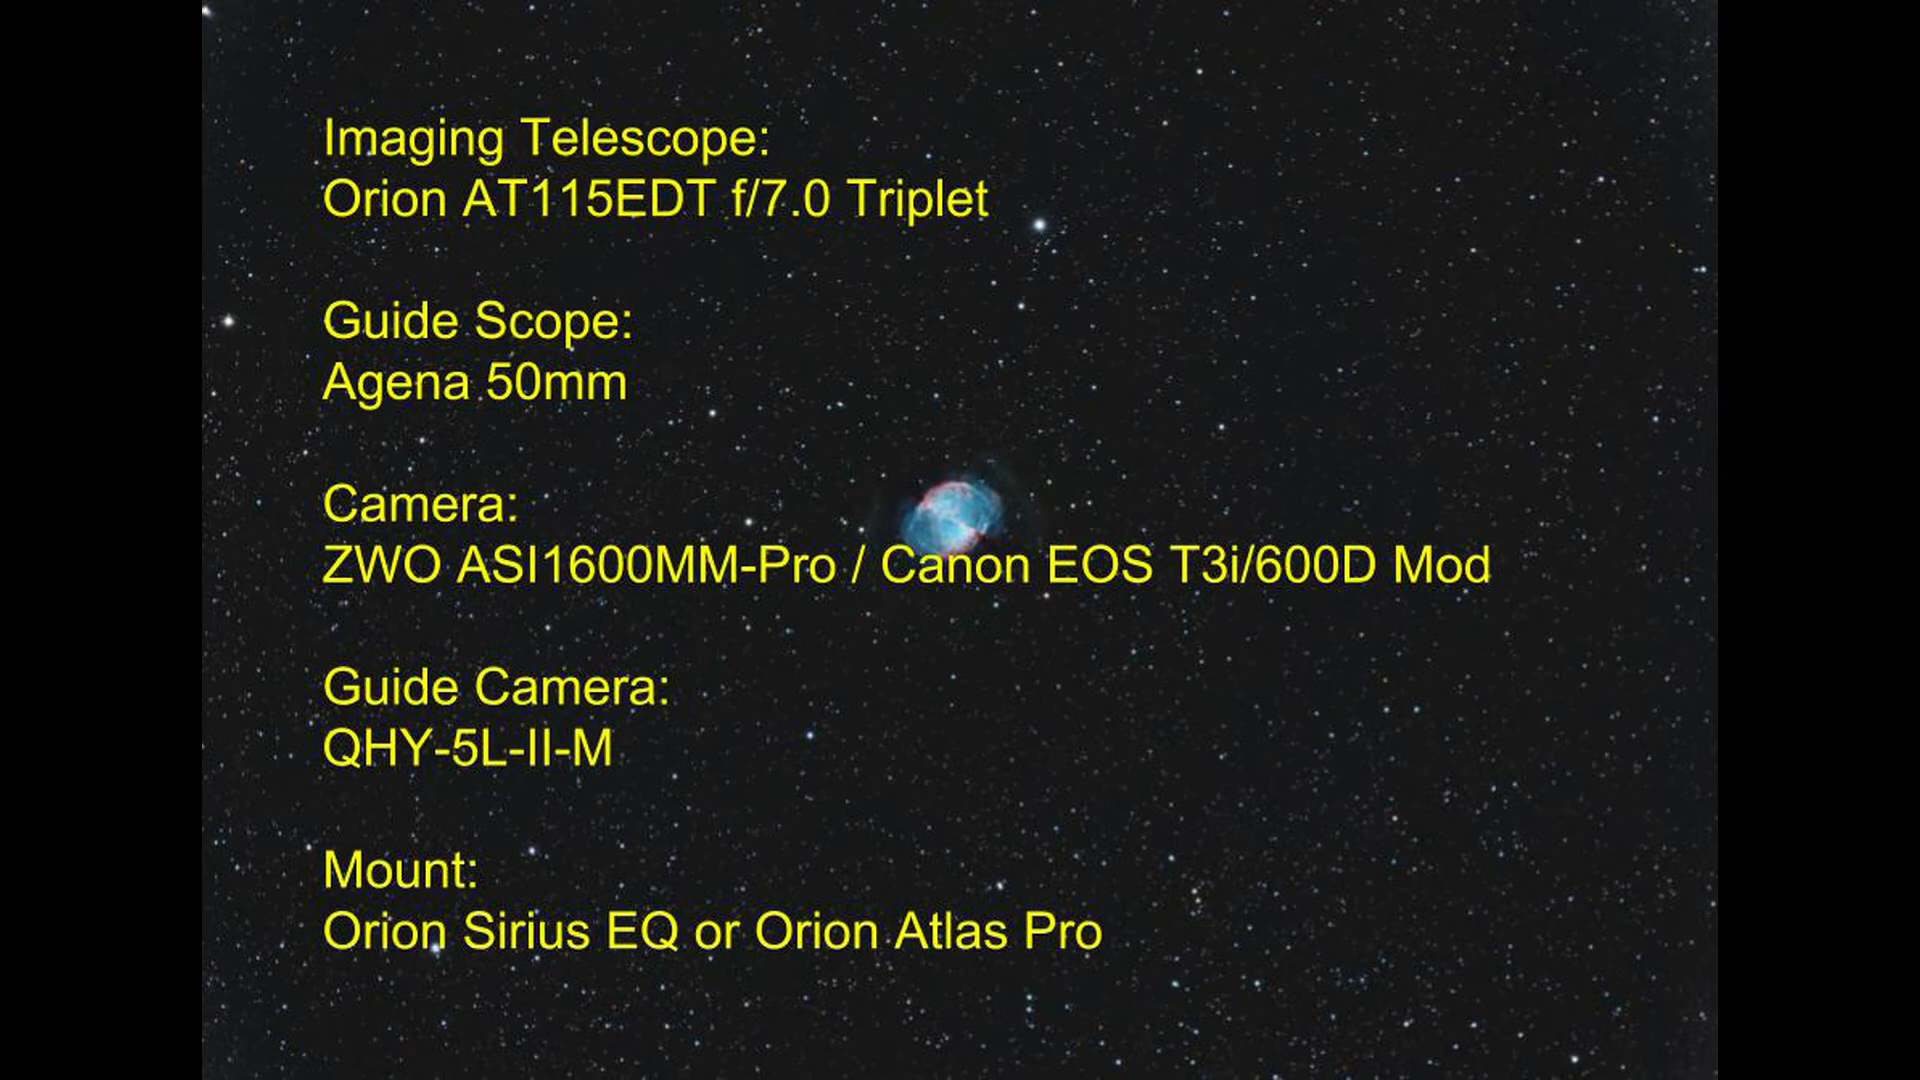 Imaging Telescope:
Orion AT115EDT f/7.0 Triplet
Guide Scope:
Agena 50mm
Camera:
ZWO ASI1600MM-Pro / Canon EOS T3i/600D Mod
Guide Camera:
QHY-5L-II-M
Mount:
Orion Sirius EQ or Orion Atlas Pro